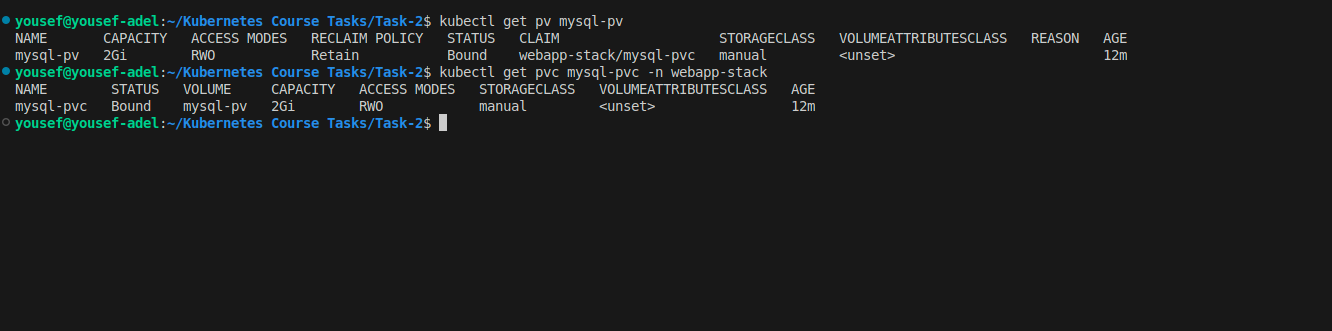 yousef@yousef-adel:~/Kubernetes Course Tasks/Task-2$ kubectl get pv mysql-pv
NAME       CAPACITY   ACCESS MODES   RECLAIM POLICY   STATUS   CLAIM                    STORAGECLASS   VOLUMEATTRIBUTESCLASS   REASON   AGE
mysql-pv   2Gi        RWO            Retain           Bound    webapp-stack/mysql-pvc   manual         <unset>                          12m
yousef@yousef-adel:~/Kubernetes Course Tasks/Task-2$ kubectl get pvc mysql-pvc -n webapp-stack
NAME        STATUS   VOLUME     CAPACITY   ACCESS MODES   STORAGECLASS   VOLUMEATTRIBUTESCLASS   AGE
mysql-pvc   Bound    mysql-pv   2Gi        RWO            manual         <unset>                 12m
yousef@yousef-adel:~/Kubernetes Course Tasks/Task-2$